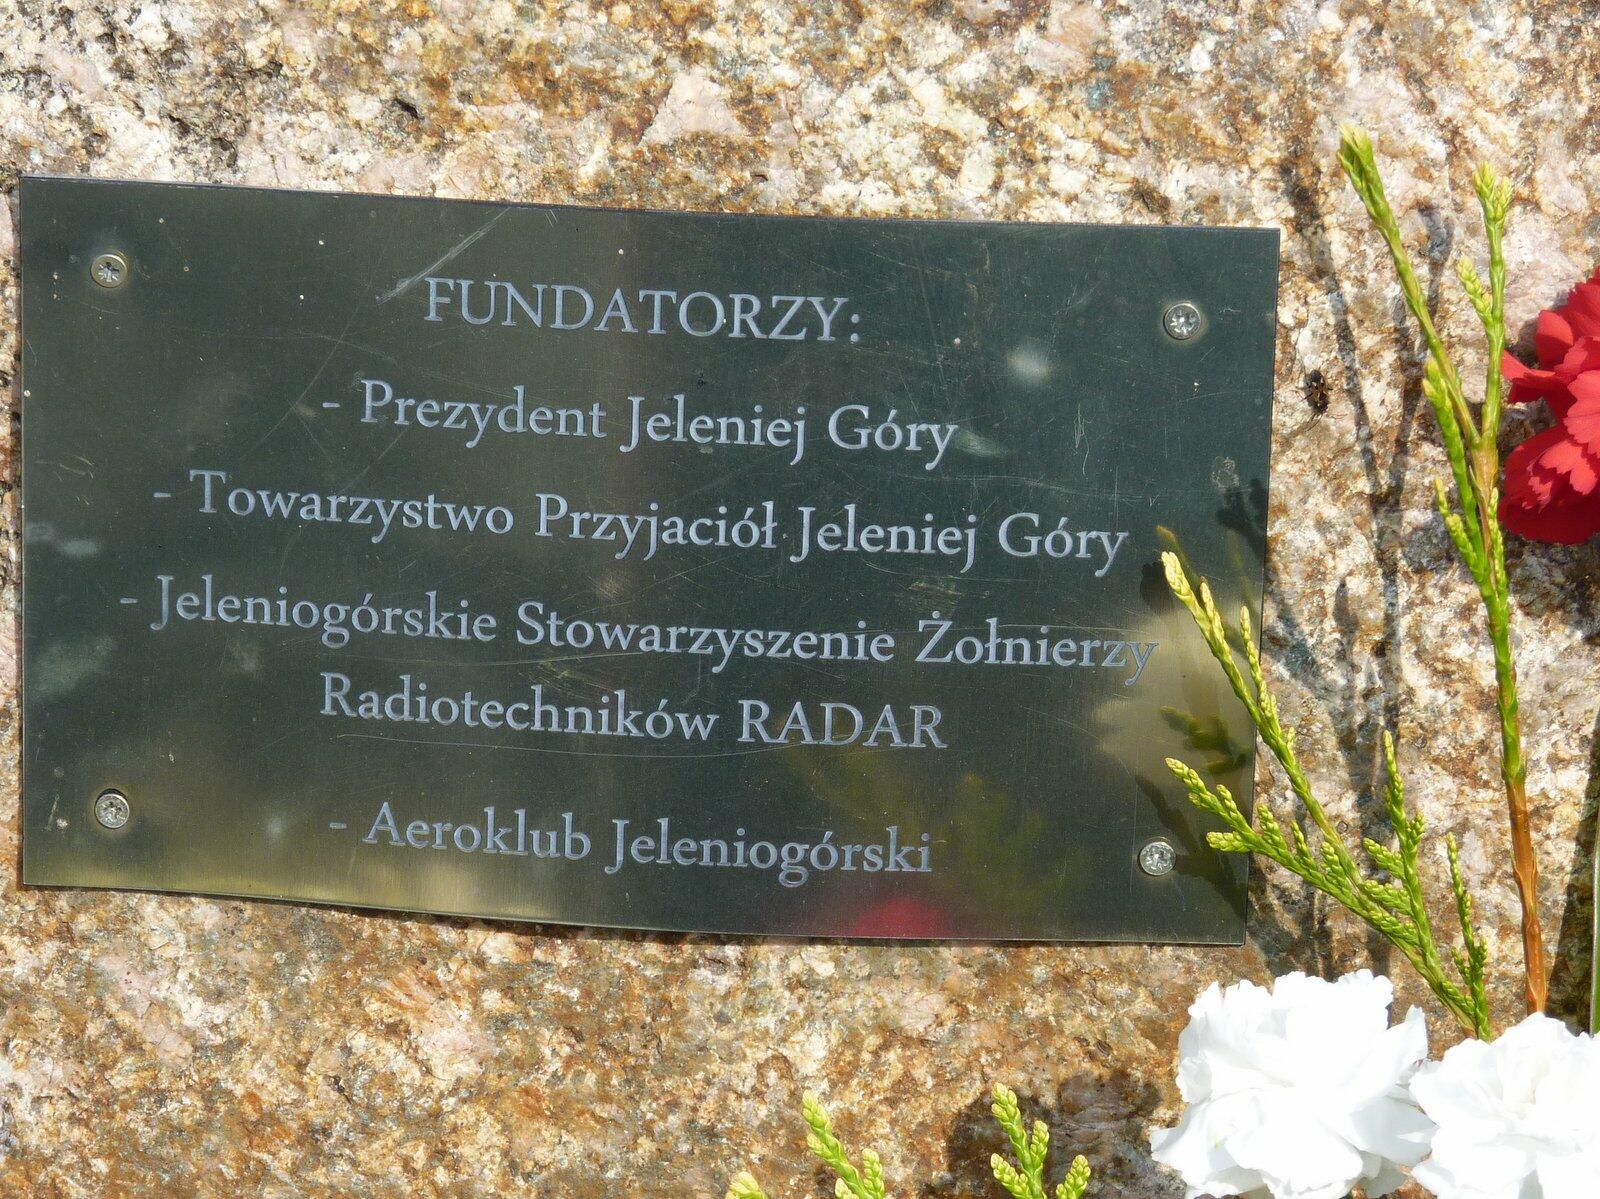 FUNDATORZY:
- Prezydent Jeleniej Góry
- Towarzystwo Przyjaciół Jeleniej Góry
- Jeleniogórskie Stowarzyszenie Żołnierzy
Radiotechników RADAR
- Aeroklub Jeleniogórski